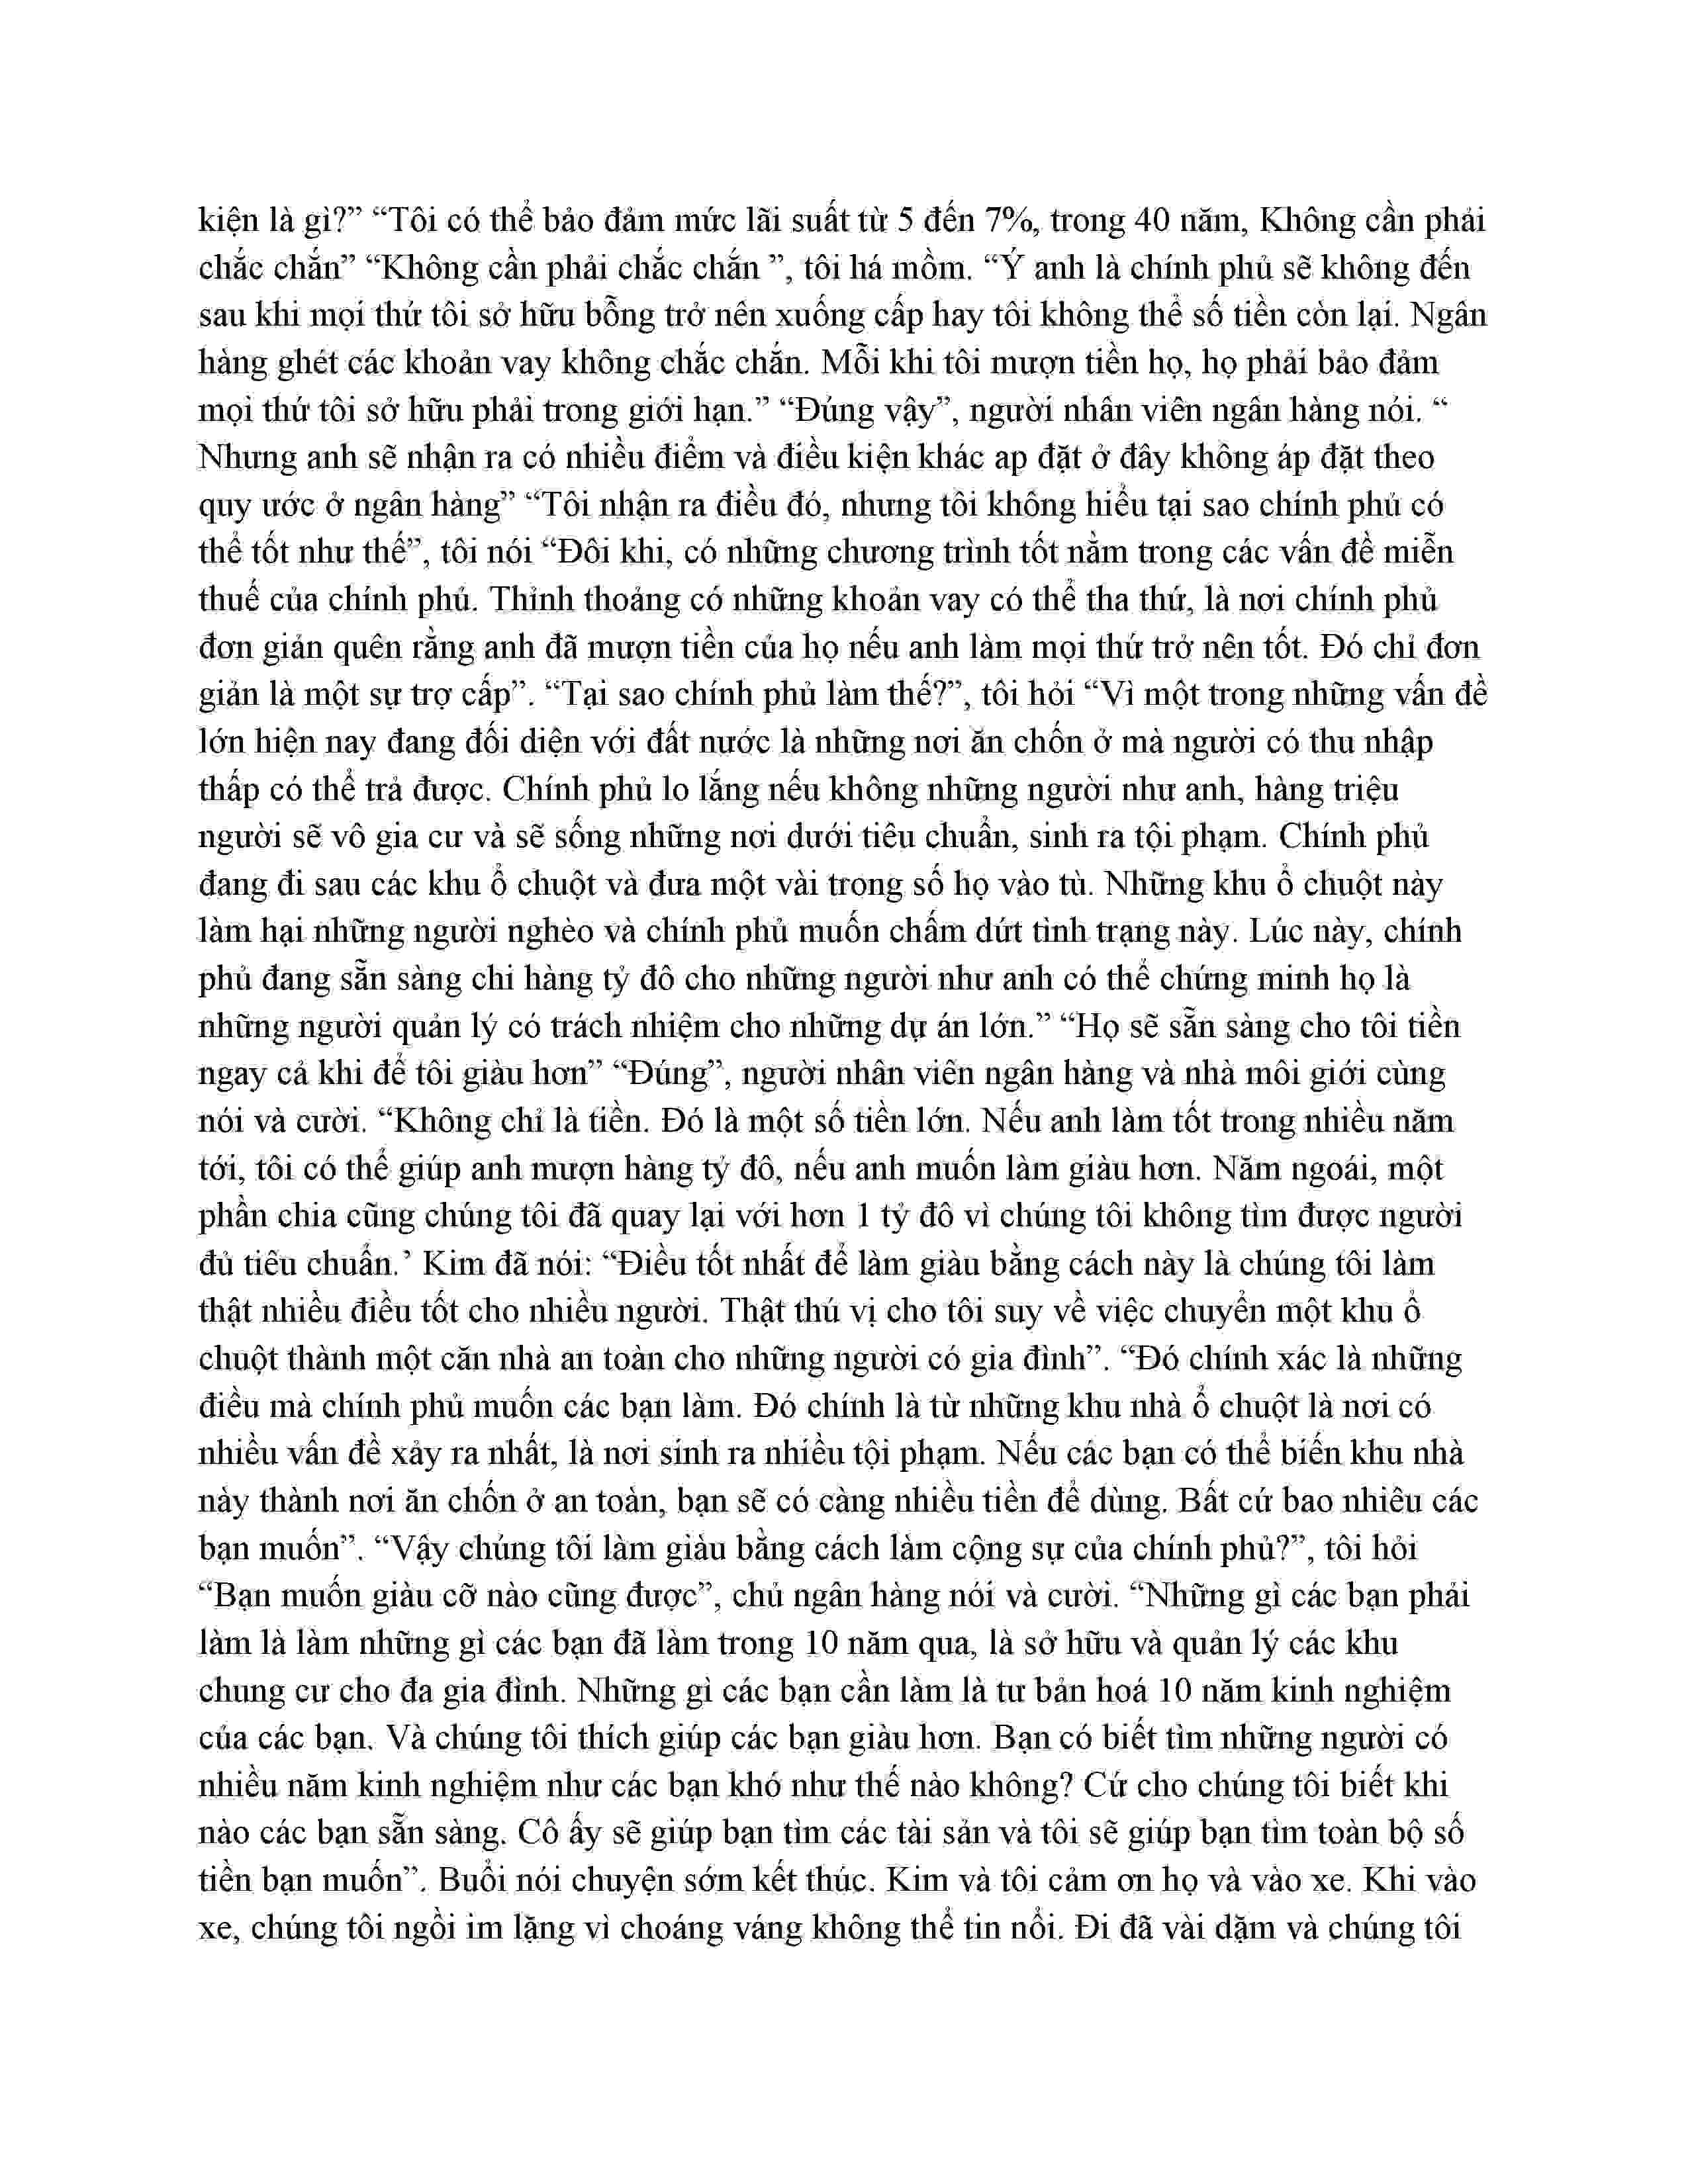 kiện là gì?” “Tôi có thể bảo đảm mức lãi suất từ 5 đến 7%, trong 40 năm, Không cần phải
chắc chắn” “Không cần phải chắc chắn ”, tôi há mồm. “Ý anh là chính phủ sẽ không đến
sau khi mọi thứ tôi sở hữu bỗng trở nên xuống cấp hay tôi không thể số tiền còn lại. Ngân
hàng ghét các khoản vay không chắc chắn. Mỗi khi tôi mượn tiền họ, họ phải bảo đảm
mọi thứ tôi sở hữu phải trong giới hạn.” “Đúng vậy”, người nhân viên ngân hàng nói. “
Nhưng anh sẽ nhận ra có nhiều điểm và điều kiện khác ap đặt ở đây không áp đặt theo
quy ước ở ngân hàng” “Tôi nhận ra điều đó, nhưng tôi không hiểu tại sao chính phủ có
thể tốt như thế”, tôi nói “Đôi khi, có những chương trình tốt nằm trong các vấn đề miễn
thuế của chính phủ. Thỉnh thoảng có những khoản vay có thể tha thứ, là nơi chính phủ
đơn giản quên rằng anh đã mượn tiền của họ nếu anh làm mọi thứ trở nên tốt. Đó chỉ đơn
giản là một sự trợ cấp”. “Tại sao chính phủ làm thế?”, tôi hỏi “Vì một trong những vấn đề
lớn hiện nay đang đối diện với đất nước là những nơi ăn chốn ở mà người có thu nhập
thấp có thể trả được. Chính phủ lo lắng nếu không những người như anh, hàng triệu
người sẽ vô gia cư và sẽ sống những nơi dưới tiêu chuẩn, sinh ra tội phạm. Chính phủ
đang đi sau các khu ổ chuột và đưa một vài trong số họ vào tù. Những khu ổ chuột này
làm hại những người nghèo và chính phủ muốn chấm dứt tình trạng này. Lúc này, chính
phủ đang sẵn sàng chi hàng tỷ đô cho những người như anh có thể chứng minh họ là
những người quản lý có trách nhiệm cho những dự án lớn.” “Họ sẽ sẵn sàng cho tôi tiền
ngay cả khi để tôi giàu hơn” “Đúng”, người nhân viên ngân hàng và nhà môi giới cùng
nói và cười. “Không chỉ là tiền. Đó là một số tiền lớn. Nếu anh làm tốt trong nhiều năm
tới, tôi có thể giúp anh mượn hàng tỷ đô, nếu anh muốn làm giàu hơn. Năm ngoái, một
phần chia cũng chúng tôi đã quay lại với hơn 1 tỷ đô vì chúng tôi không tìm được người
đủ tiêu chuẩn.’ Kim đã nói: “Điều tốt nhất để làm giàu bằng cách này là chúng tôi làm
thật nhiều điều tốt cho nhiều người. Thật thú vị cho tôi suy về việc chuyển một khu ổ
chuột thành một căn nhà an toàn cho những người có gia đình”. “Đó chính xác là những
điều mà chính phủ muốn các bạn làm. Đó chính là từ những khu nhà ổ chuột là nơi có
nhiều vấn đề xảy ra nhất, là nơi sinh ra nhiều tội phạm. Nếu các bạn có thể biến khu nhà
này thành nơi ăn chốn ở an toàn, bạn sẽ có càng nhiều tiền để dùng. Bất cứ bao nhiêu các
bạn muốn”. “Vậy chúng tôi làm giàu bằng cách làm cộng sự của chính phủ?”, tôi hỏi
“Bạn muốn giàu cỡ nào cũng được”, chủ ngân hàng nói và cười. “Những gì các bạn phải
làm là làm những gì các bạn đã làm trong 10 năm qua, là sở hữu và quản lý các khu
chung cư cho đa gia đình. Những gì các bạn cần làm là tư bản hoá 10 năm kinh nghiệm
của các bạn. Và chúng tôi thích giúp các bạn giàu hơn. Bạn có biết tìm những người có
nhiều năm kinh nghiệm như các bạn khó như thế nào không? Cứ cho chúng tôi biết khi
nào các bạn sẵn sàng. Cô ấy sẽ giúp bạn tìm các tài sản và tôi sẽ giúp bạn tìm toàn bộ số
tiền bạn muốn”. Buổi nói chuyện sớm kết thúc. Kim và tôi cảm ơn họ và vào xe. Khi vào
xe, chúng tôi ngồi im lặng vì choáng váng không thể tin nổi. Đi đã vài dặm và chúng tôi